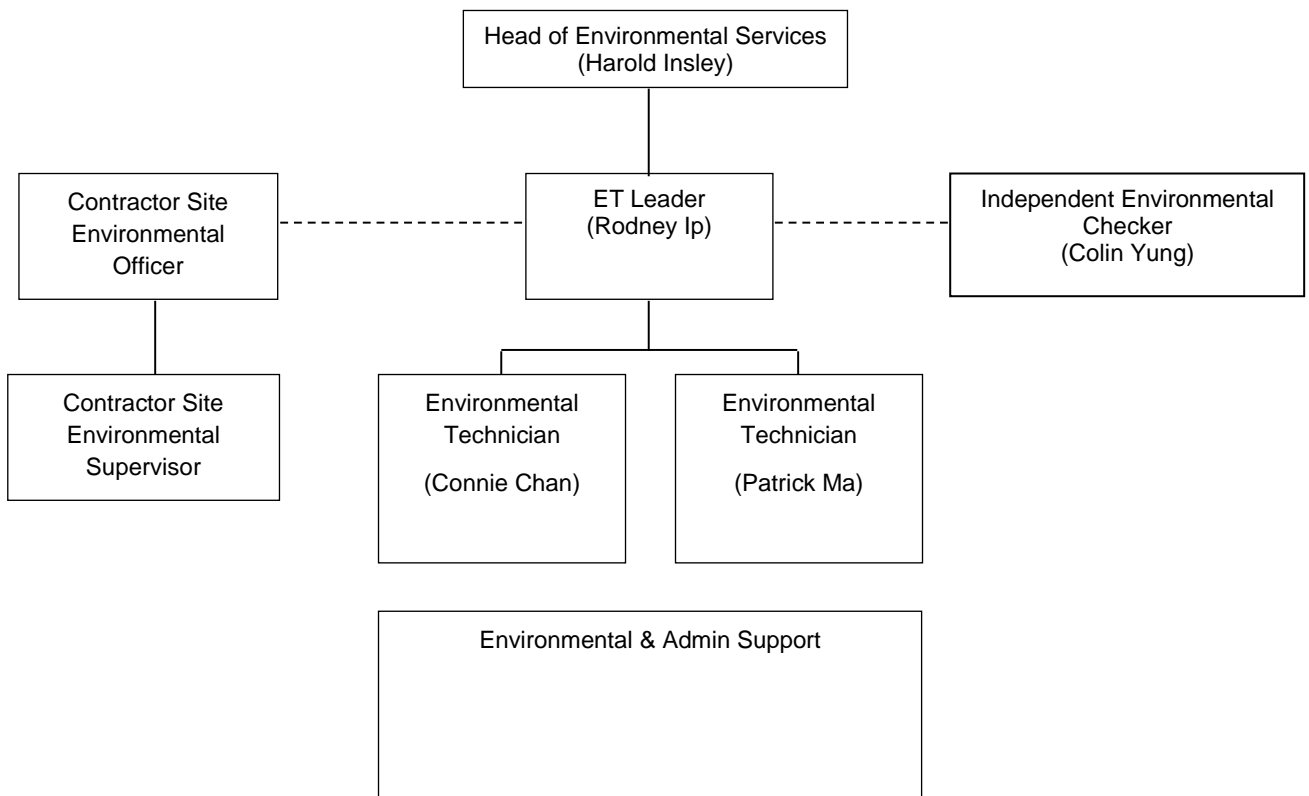 Head of Environmental Services
(Harold Insley)
Contractor Site
Environmental
Officer
ET Leader
(Rodney Ip)
Independent Environmental
Checker
(Colin Yung)
Contractor Site
Environmental
Supervisor
Environmental
Technician
(Connie Chan)
Environmental
Technician
(Patrick Ma)
Environmental & Admin Support